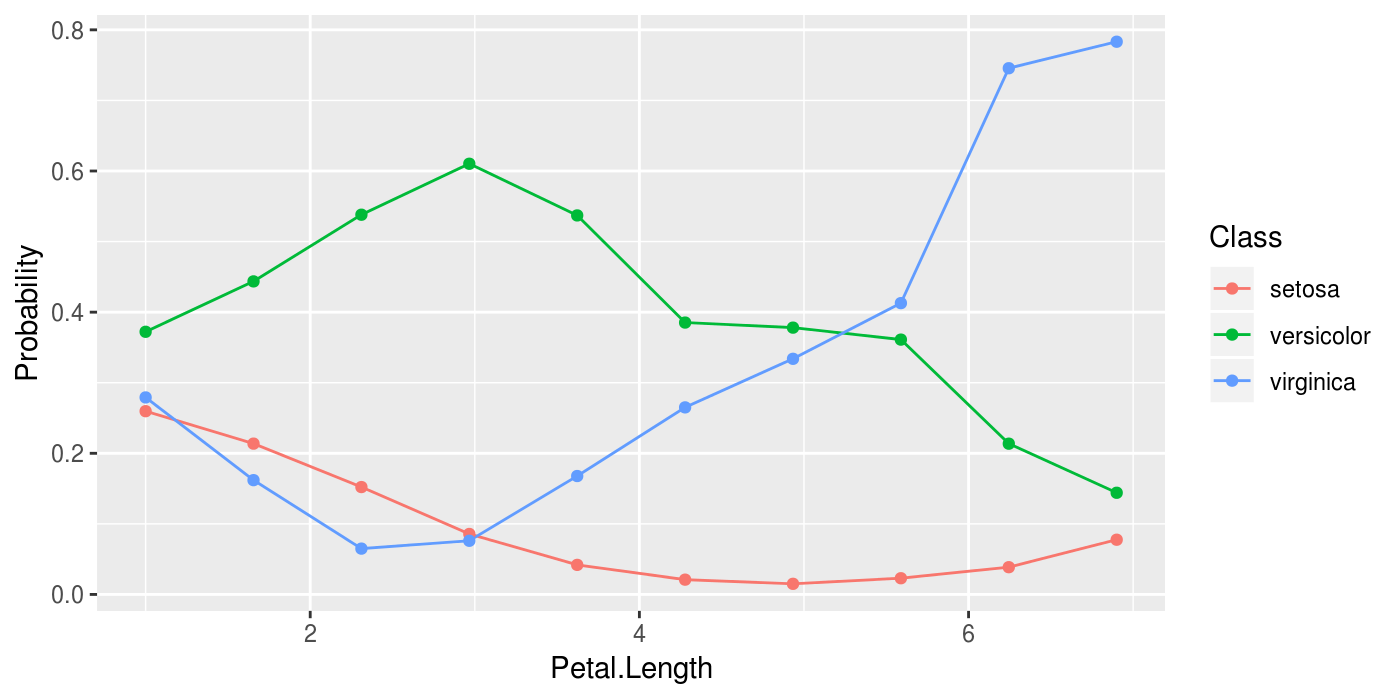 0.8
0.6
0.4
0.2
0.0
Probability
2 4 6
Petal.Length
Class
setosa
versicolor
virginica